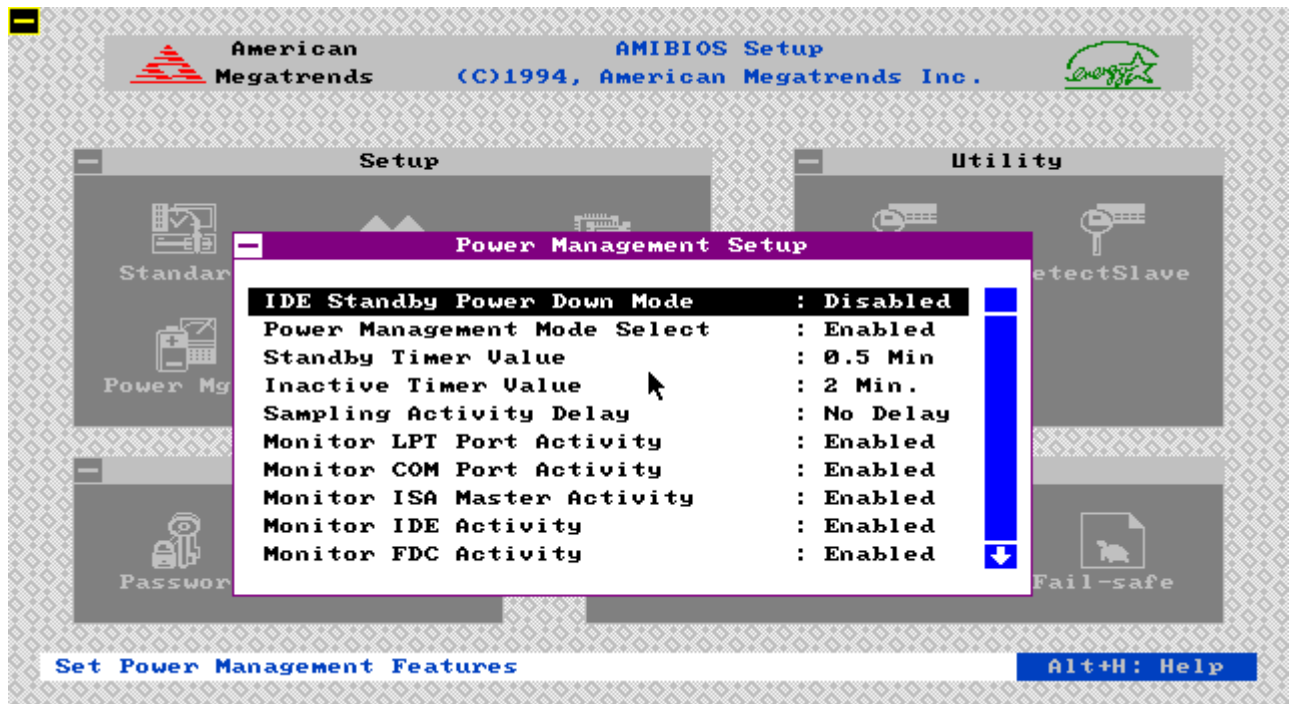 American
Megatrends
AMIBIOS Setup
(C)1994, American Megatrends Inc.
energy
Setup
Utility
Standar
etectSlave
Power Mg
Passwor
Fail-safe
Power Management Setup
IDE Standby Power Down Mode : Disabled
Power Management Mode Select : Enabled
Standby Timer Value : 0.5 Min
Inactive Timer Value : 2 Min.
Sampling Activity Delay : No Delay
Monitor LPT Port Activity : Enabled
Monitor COM Port Activity : Enabled
Monitor ISA Master Activity : Enabled
Monitor IDE Activity : Enabled
Monitor FDC Activity : Enabled
Set Power Management Features
Alt+H: Help